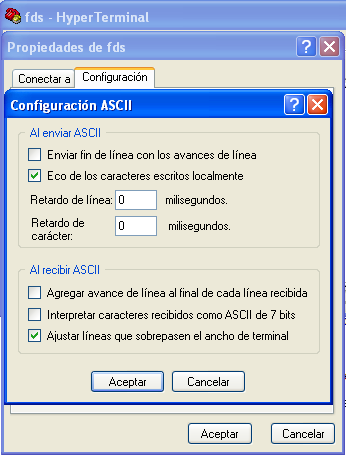 fds - HyperTerminal
Propiedades de fds
Conectar a
Configuración
Configuración ASCII
Al enviar ASCII
Enviar fin de línea con los avances de línea
Eco de los caracteres escritos localmente
Retardo de línea: 0 milisegundos.
Retardo de
carácter: 0 milisegundos.
Al recibir ASCII
Agregar avance de línea al final de cada línea recibida
Interpretar caracteres recibidos como ASCII de 7 bits
Ajustar líneas que sobrepasen el ancho de terminal
Aceptar Cancelar
Aceptar Cancelar